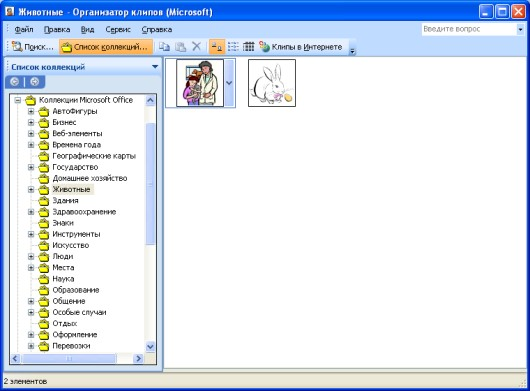 Животные - Организатор клипов (Microsoft)
Файл Правка Вид Сервис Справка Введите вопрос
Поиск... Список коллекций... Клипы в Интернете
Список коллекций
Коллекции Microsoft Office
АвтоФигуры
Бизнес
Веб-элементы
Времена года
Географические карты
Государство
Домашнее хозяйство
Животные
Здания
Здравоохранение
Знаки
Инструменты
Искусство
Люди
Места
Наука
Образование
Общение
Особые случаи
Отдых
Оформление
Перевозки
2 элементов